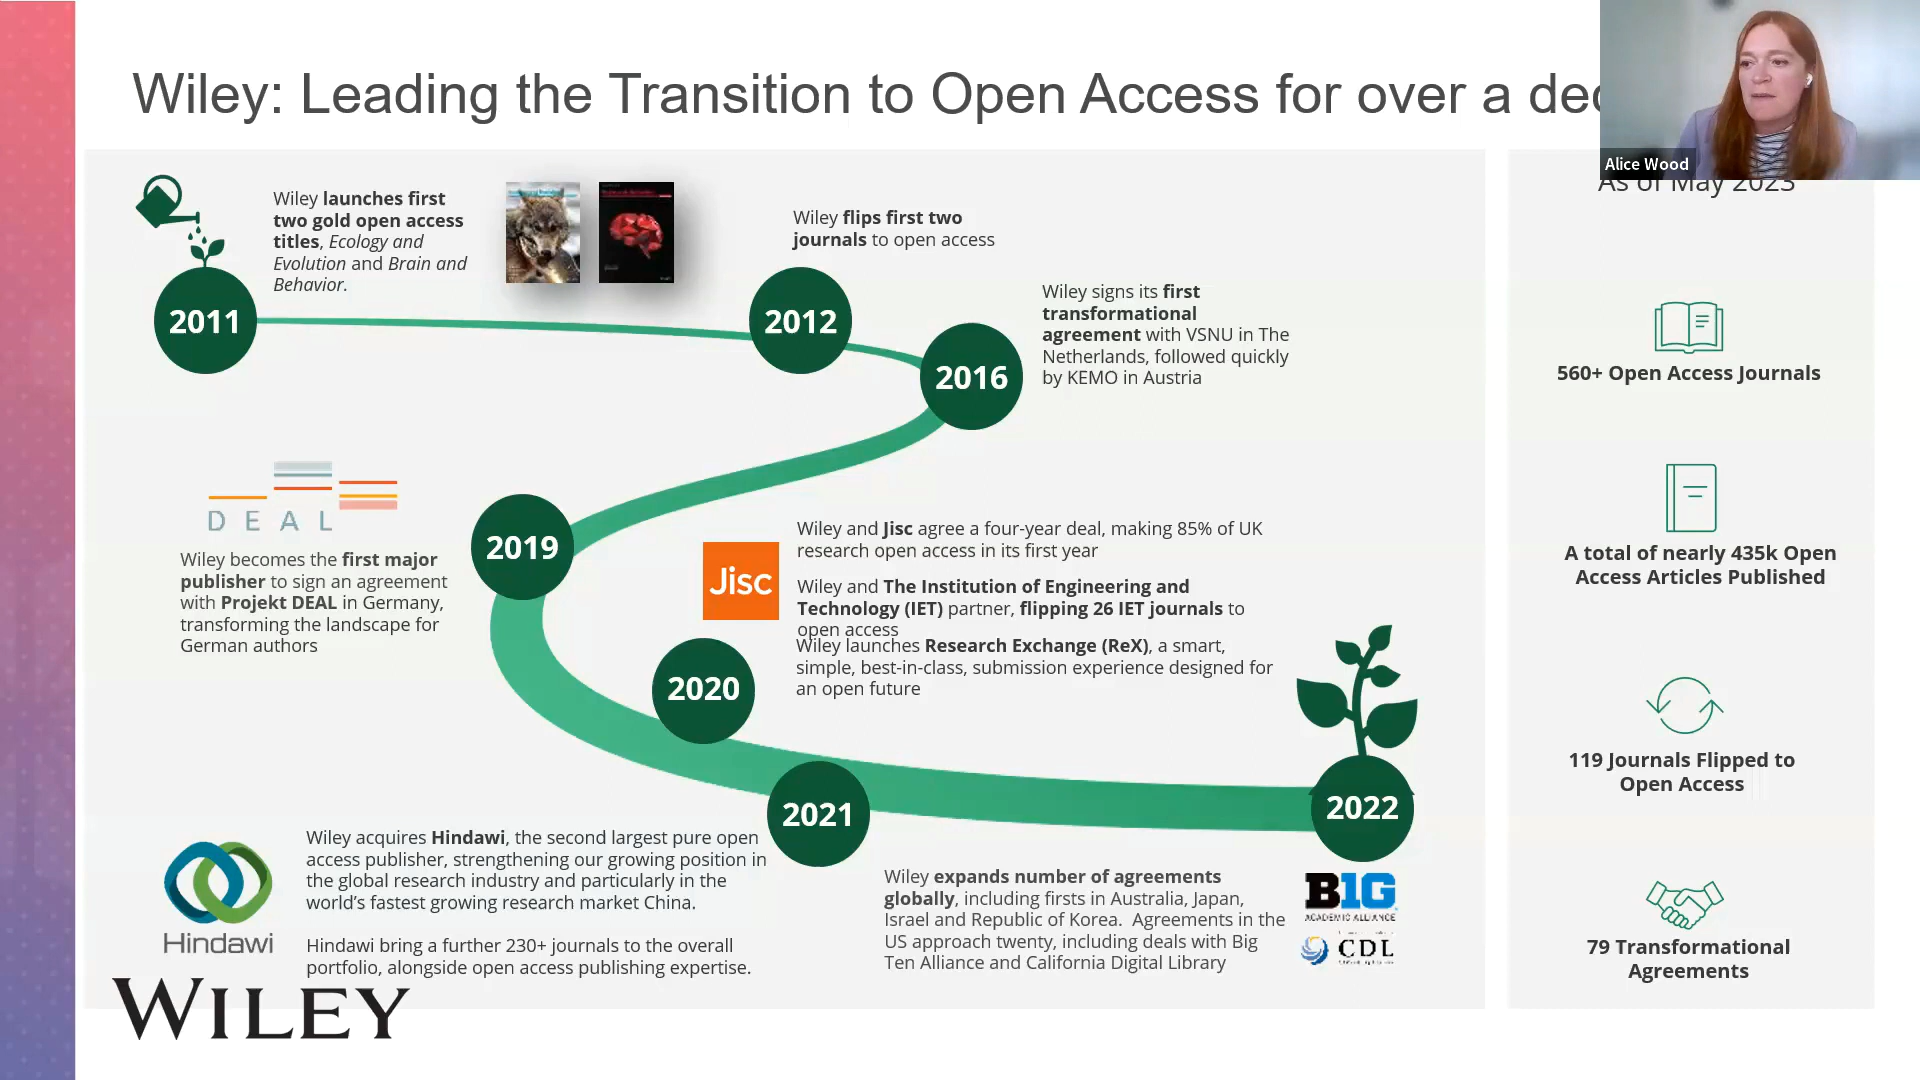 Wiley: Leading the Transition to Open Access for over a dec
Alice Wood
As of May 2023
Wiley launches first
two gold open access
titles, Ecology and
Evolution and Brain and
Behavior.
Wiley flips first two
journals to open access
Wiley signs its first
transformational
agreement with VSNU in The
Netherlands, followed quickly
by KEMO in Austria
2011
2012
2016
DEAL
Wiley becomes the first major
publisher to sign an agreement
with Projekt DEAL in Germany,
transforming the landscape for
German authors
2019
Jisc
Wiley and Jisc agree a four-year deal, making 85% of UK
research open access in its first year
Wiley and The Institution of Engineering and
Technology (IET) partner, flipping 26 IET journals to
open access
Wiley launches Research Exchange (ReX), a smart,
simple, best-in-class, submission experience designed for
an open future
2020
2021
2022
Hindawi
Wiley acquires Hindawi, the second largest pure open
access publisher, strengthening our growing position in
the global research industry and particularly in the
world's fastest growing research market China.
Hindawi bring a further 230+ journals to the overall
portfolio, alongside open access publishing expertise.
Wiley expands number of agreements
globally, including firsts in Australia, Japan,
Israel and Republic of Korea. Agreements in the
US approach twenty, including deals with Big
Ten Alliance and California Digital Library
B1G
ACADEMIC ALLIANCE
CDL
560+ Open Access Journals
A total of nearly 435k Open
Access Articles Published
119 Journals Flipped to
Open Access
79 Transformational
Agreements
WILEY